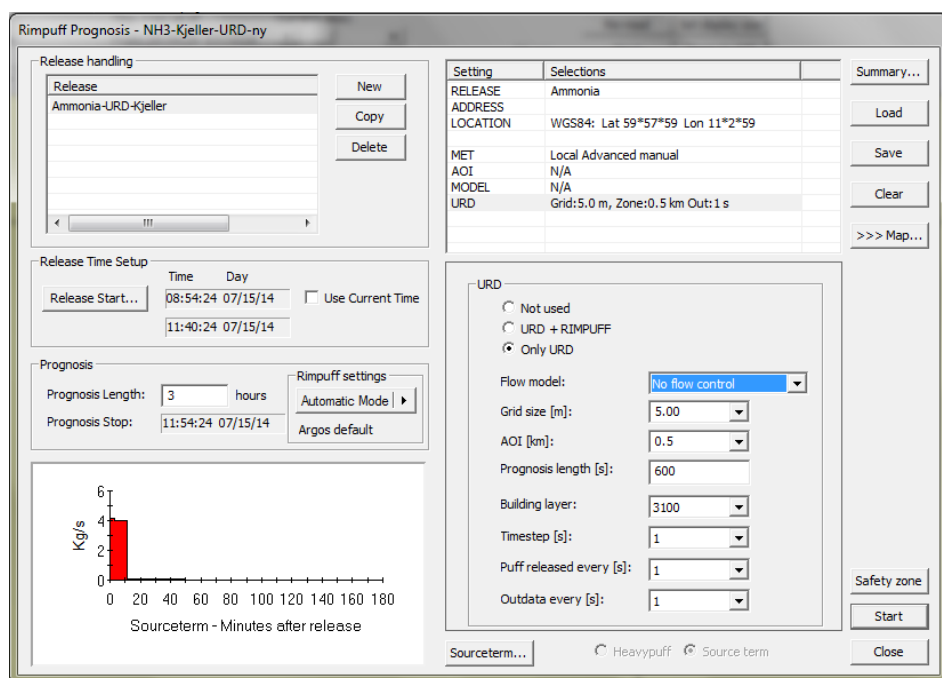 Rimpuff Prognosis - NH3-Kjeller-URD-ny
Release handling
Release
Ammonia-URD-Kjeller
New
Copy
Delete
Release Time Setup
Time Day
Release Start... 08:54:24 07/15/14 Use Current Time
11:40:24 07/15/14
Prognosis
Prognosis Length: 3 hours
Prognosis Stop: 11:54:24 07/15/14
Rimpuff settings
Automatic Mode
Argos default
Kg/s
6
4
2
0
0 20 40 60 80 100 120 140 160 180
Sourceterm - Minutes after release
Setting Selections
RELEASE Ammonia
ADDRESS
LOCATION WGS84: Lat 59*57*59 Lon 11*2*59
MET Local Advanced manual
AOI N/A
MODEL N/A
URD Grid:5.0 m, Zone:0.5 km Out:1 s
URD
Not used
URD + RIMPUFF
Only URD
Flow model: No flow control
Grid size [m]: 5.00
AOI [km]: 0.5
Prognosis length [s]: 600
Building layer: 3100
Timestep [s]: 1
Puff released every [s]: 1
Outdata every [s]: 1
Sourceterm... Heavypuff Source term
Summary...
Load
Save
Clear
>>> Map...
Safety zone
Start
Close